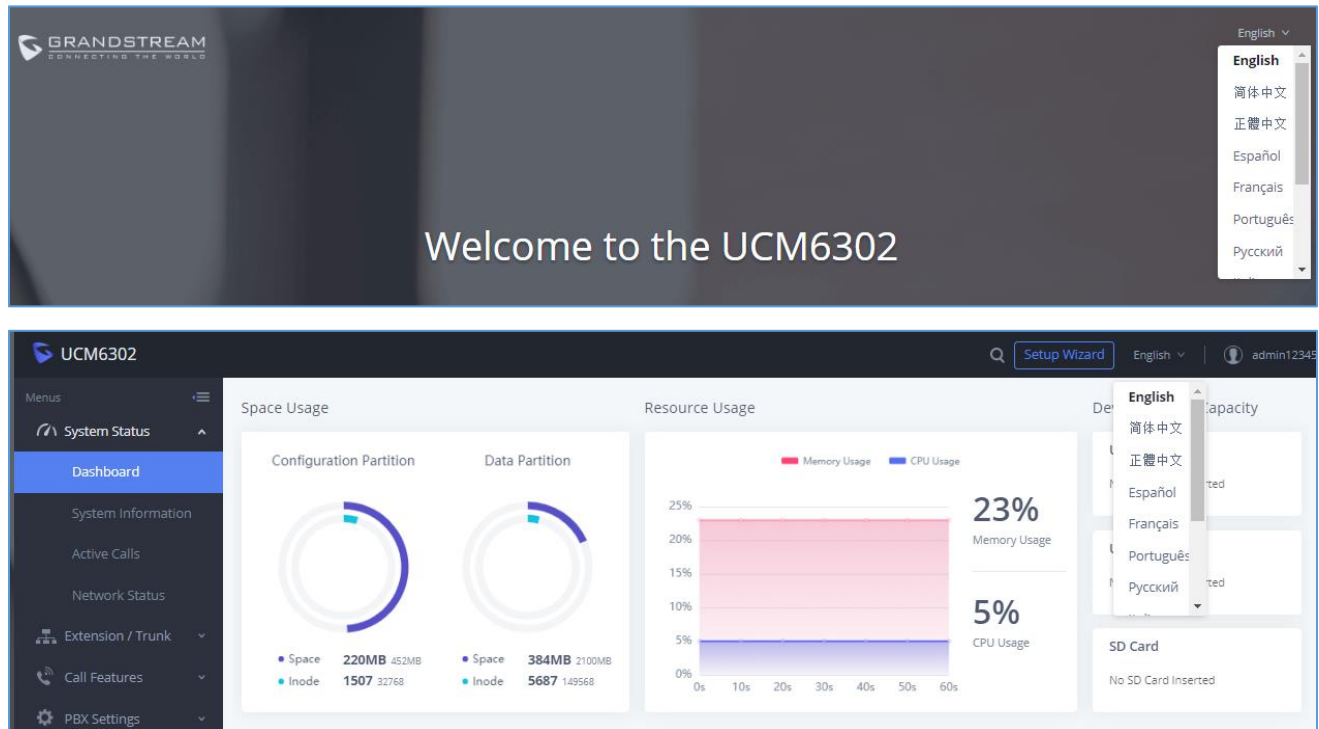 GRANDSTREAM
CONNECTING THE WORLD
English
English
简体中文
正體中文
Español
Français
Português
Русский
Welcome to the UCM6302
UCM6302
Setup Wizard
English
admin12345
Menus
System Status
Dashboard
System Information
Active Calls
Network Status
Extension / Trunk
Call Features
PBX Settings
English
简体中文
正體中文
Español
Français
Português
Русский
Space Usage
Configuration Partition
Data Partition
Space 220MB 452MB
Inode 1507 32768
Space 384MB 2100MB
Inode 5687 149568
Resource Usage
Memory Usage CPU Usage
25%
20%
15%
10%
5%
0%
0s 10s 20s 30s 40s 50s 60s
23%
Memory Usage
5%
CPU Usage
De apacity
rted
rted
SD Card
No SD Card Inserted